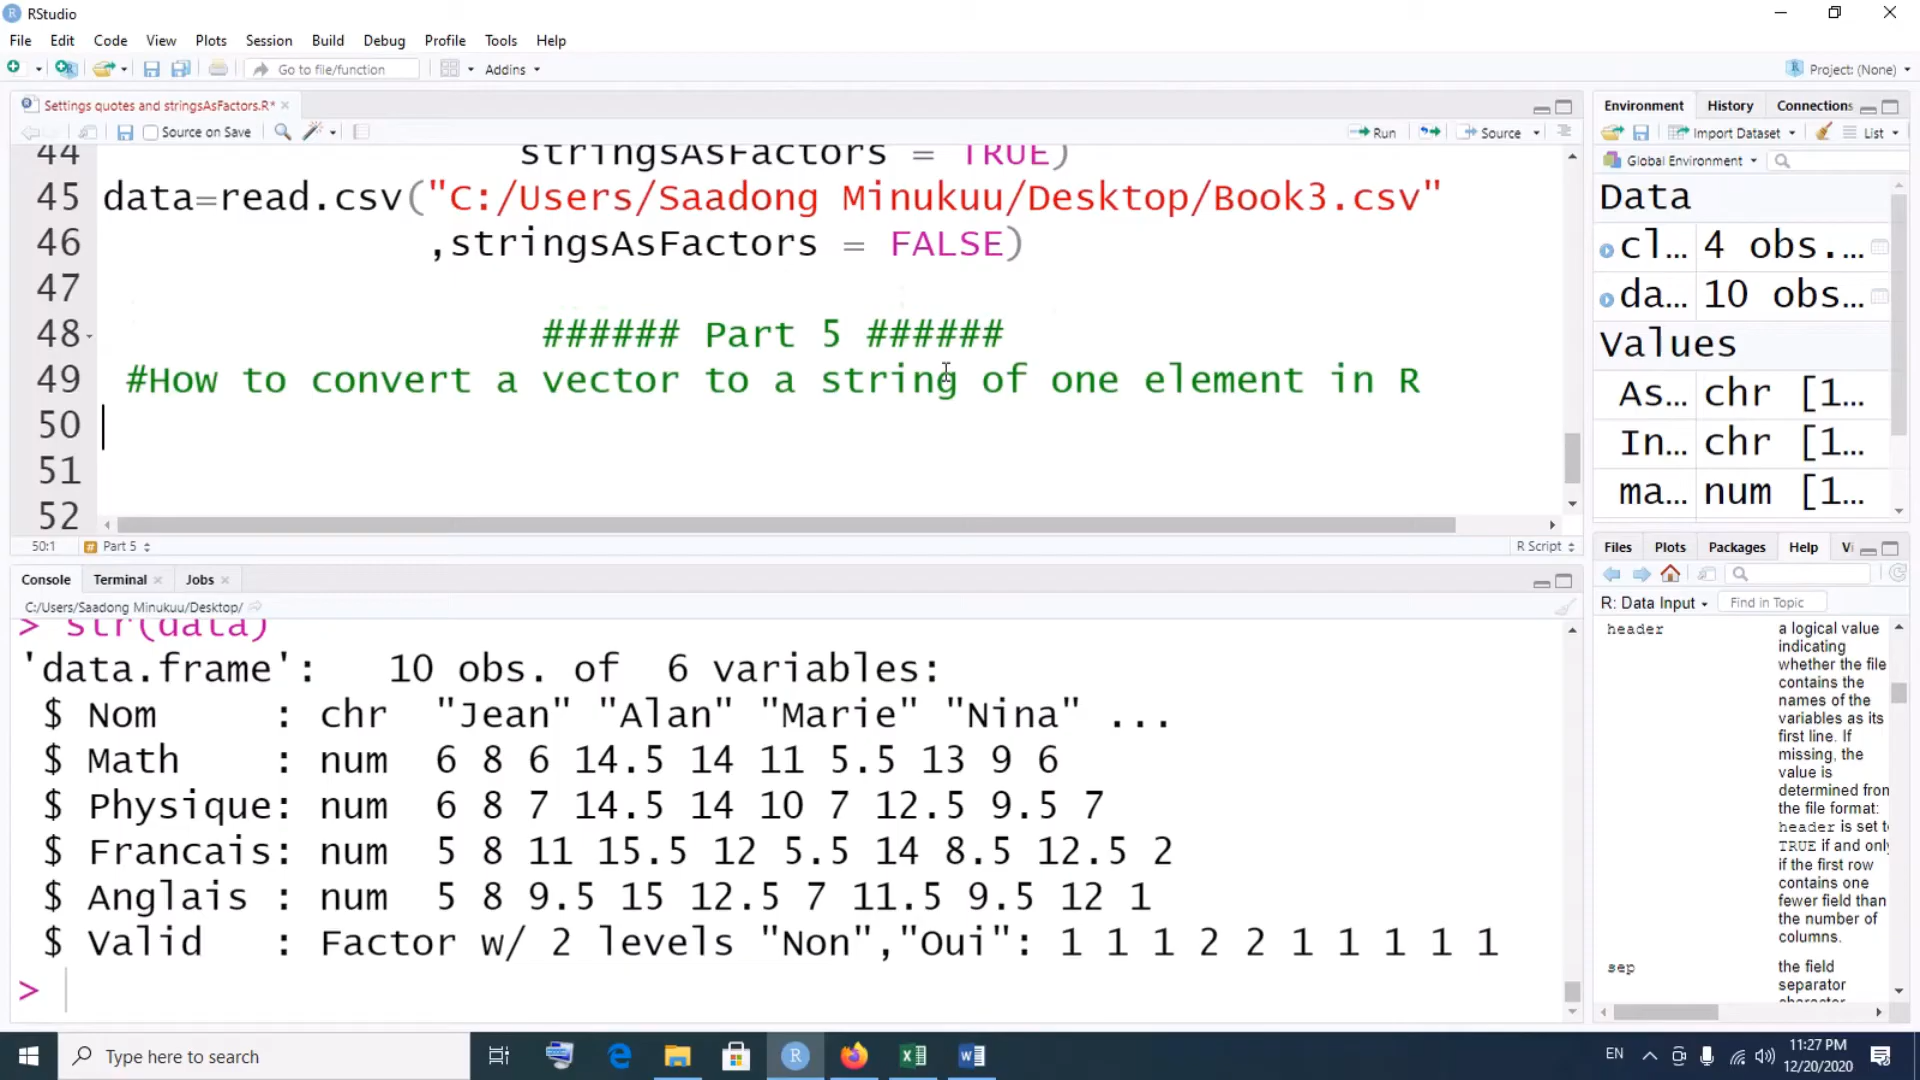 RStudio
File Edit Code View Plots Session Build Debug Profile Tools Help
Go to file/function Addins Project: (None)
Settings quotes and stringsAsFactors.R*
Source on Save Run Source
44 stringsAsFactors = TRUE)
45 data=read.csv("C:/Users/Saadong Minukuu/Desktop/Book3.csv"
46 ,stringsAsFactors = FALSE)
47
48 ###### Part 5 ######
49 #How to convert a vector to a string of one element in R
50
51
52
50:1 Part 5 R Script
Console Terminal Jobs
C:/Users/Saadong Minukuu/Desktop/
> str(data)
'data.frame': 10 obs. of 6 variables:
$ Nom : chr "Jean" "Alan" "Marie" "Nina" ...
$ Math : num 6 8 6 14.5 14 11 5.5 13 9 6
$ Physique: num 6 8 7 14.5 14 10 7 12.5 9.5 7
$ Francais: num 5 8 11 15.5 12 5.5 14 8.5 12.5 2
$ Anglais : num 5 8 9.5 15 12.5 7 11.5 9.5 12 1
$ Valid : Factor w/ 2 levels "Non","Oui": 1 1 1 2 2 1 1 1 1 1
>
Environment History Connections
Import Dataset List
Global Environment
Data
cl... 4 obs....
da... 10 obs...
Values
As... chr [1...
In... chr [1...
ma... num [1...
Files Plots Packages Help Vi
R: Data Input Find in Topic
header a logical value
indicating
whether the file
contains the
names of the
variables as its
first line. If
missing, the
value is
determined from
the file format:
header is set to
TRUE if and only
if the first row
contains one
fewer field than
the number of
columns.
sep the field
separator
Type here to search
EN 11:27 PM
12/20/2020